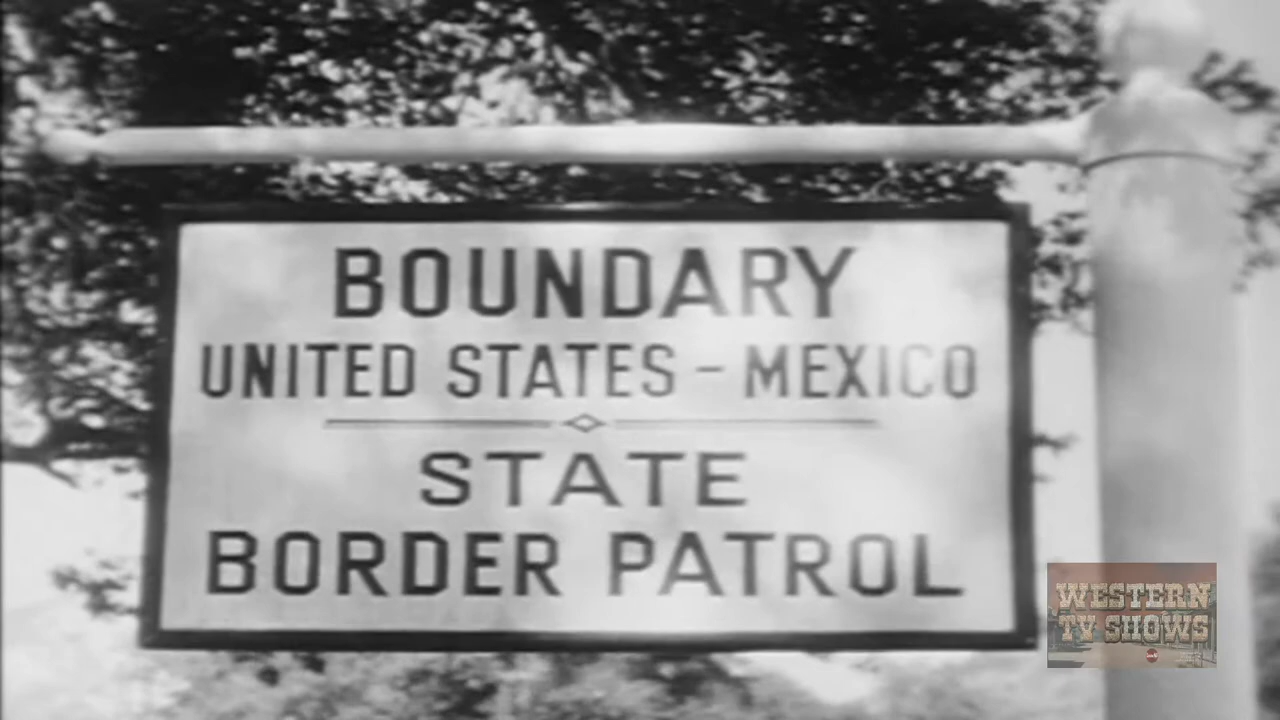 BOUNDARY
UNITED STATES - MEXICO
STATE
BORDER PATROL
WESTERN
TV SHOWS